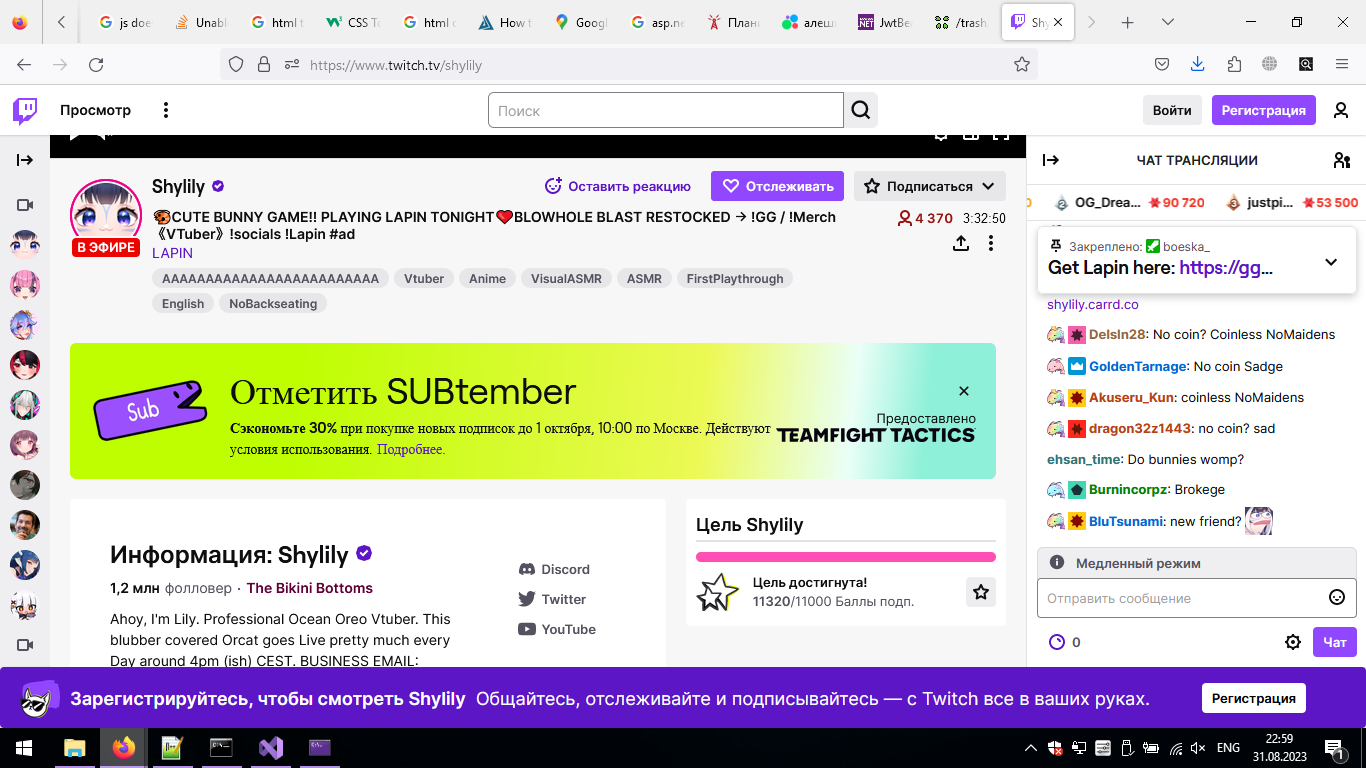 js doe
Unabl
html t
CSS To
html c
How t
Googl
asp.ne
План
алеш
JwtBea
/trash
Shy
https://www.twitch.tv/shylily
Просмотр
Поиск
Войти
Регистрация
Shylily
Оставить реакцию
Отслеживать
Подписаться
CUTE BUNNY GAME!! PLAYING LAPIN TONIGHT❤BLOWHOLE BLAST RESTOCKED -> !GG / !Merch
《VTuber》!socials !Lapin #ad
4 370
3:32:50
В ЭФИРЕ
LAPIN
AAAAAAAAAAAAAAAAAAAAAAAAA
Vtuber
Anime
VisualASMR
ASMR
FirstPlaythrough
English
NoBackseating
Sub
Отметить SUBtember
Сэкономьте 30% при покупке новых подписок до 1 октября, 10:00 по Москве. Действуют
условия использования. Подробнее.
Предоставлено
TEAMFIGHT TACTICS
Информация: Shylily
1,2 млн фолловер · The Bikini Bottoms
Ahoy, I'm Lily. Professional Ocean Oreo Vtuber. This
blubber covered Orcat goes Live pretty much every
Day around 4pm (ish) CEST. BUSINESS EMAIL:
Discord
Twitter
YouTube
Цель Shylily
Цель достигнута!
11320/11000 Баллы подп.
ЧАТ ТРАНСЛЯЦИИ
0
OG_Drea...
90 720
justpi...
53 500
Закреплено: boeska_
Get Lapin here: https://gg...
shylily.carrd.co
DelsIn28: No coin? Coinless NoMaidens
GoldenTarnage: No coin Sadge
Akuseru_Kun: coinless NoMaidens
dragon32z1443: no coin? sad
ehsan_time: Do bunnies womp?
Burnincorpz: Brokege
BluTsunami: new friend?
Медленный режим
Отправить сообщение
0
Чат
Зарегистрируйтесь, чтобы смотреть Shylily Общайтесь, отслеживайте и подписывайтесь — с Twitch все в ваших руках.
Регистрация
ENG
22:59
31.08.2023
1